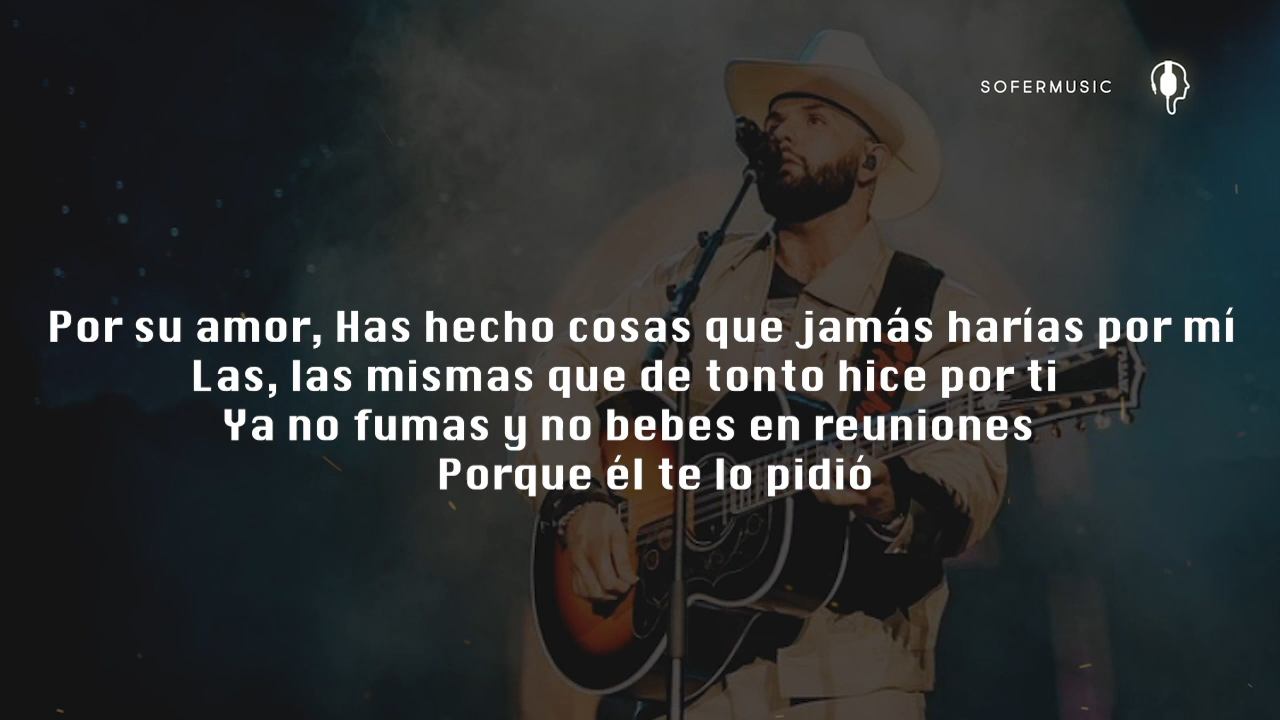 SOFERMUSIC
Por su amor, Has hecho cosas que jamás harías por mí
Las, las mismas que de tonto hice por ti
Ya no fumas y no bebes en reuniones
Porque él te lo pidió